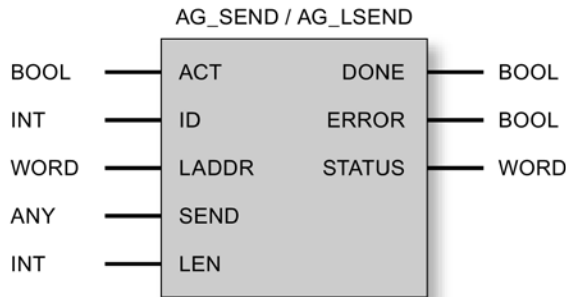 AG_SEND / AG_LSEND
BOOL ACT DONE BOOL
INT ID ERROR BOOL
WORD LADDR STATUS WORD
ANY SEND
INT LEN